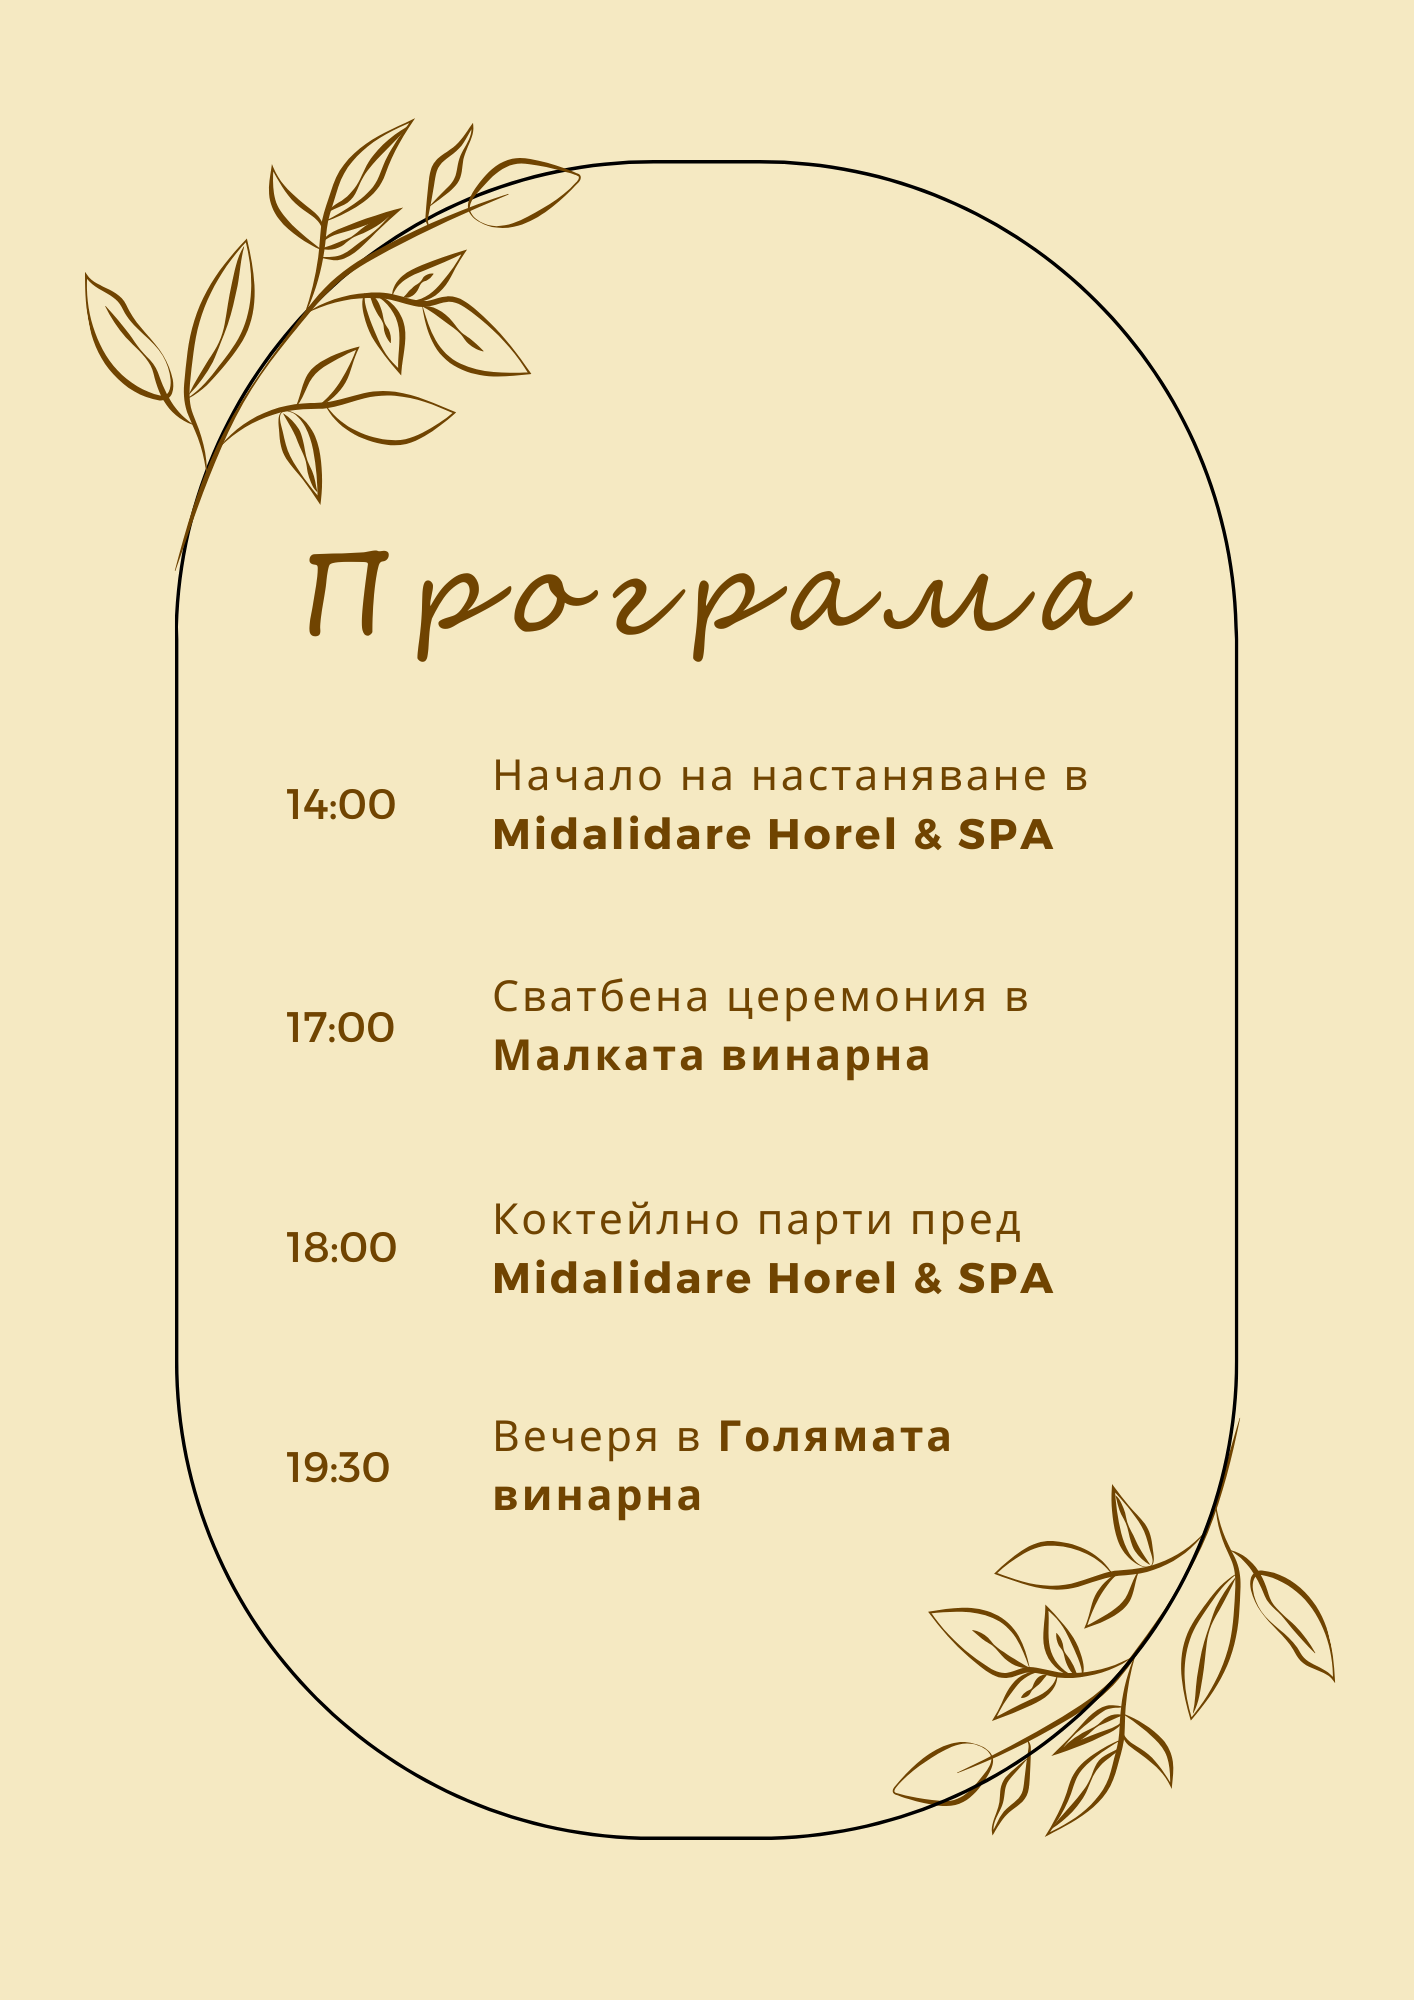 Програма
14:00
Начало на настаняване в
Midalidare Horel & SPA
17:00
Сватбена церемония в
Малката винарна
18:00
Коктейлно парти пред
Midalidare Horel & SPA
19:30
Вечеря в Голямата
винарна